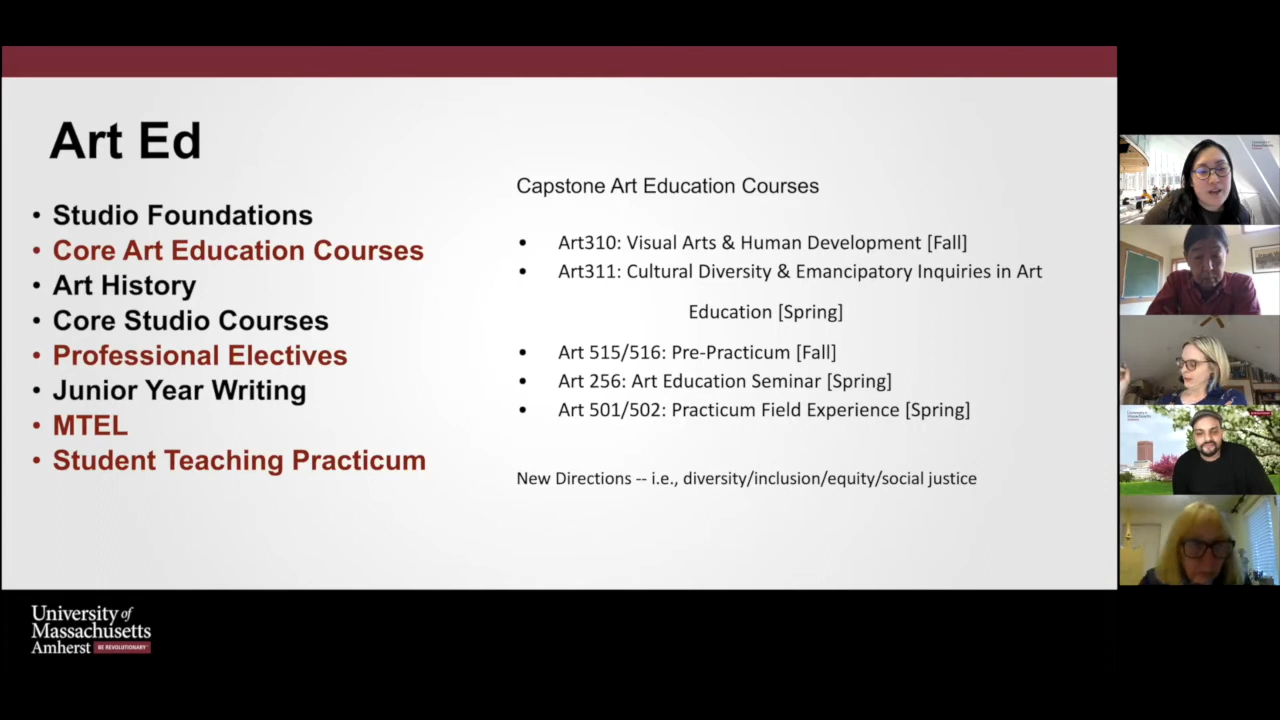 Art Ed
• Studio Foundations
• Core Art Education Courses
• Art History
• Core Studio Courses
• Professional Electives
• Junior Year Writing
• MTEL
• Student Teaching Practicum
Capstone Art Education Courses
• Art310: Visual Arts & Human Development [Fall]
• Art311: Cultural Diversity & Emancipatory Inquiries in Art
Education [Spring]
• Art 515/516: Pre-Practicum [Fall]
• Art 256: Art Education Seminar [Spring]
• Art 501/502: Practicum Field Experience [Spring]
New Directions -- i.e., diversity/inclusion/equity/social justice
University of
Massachusetts
Amherst BE REVOLUTIONARY™